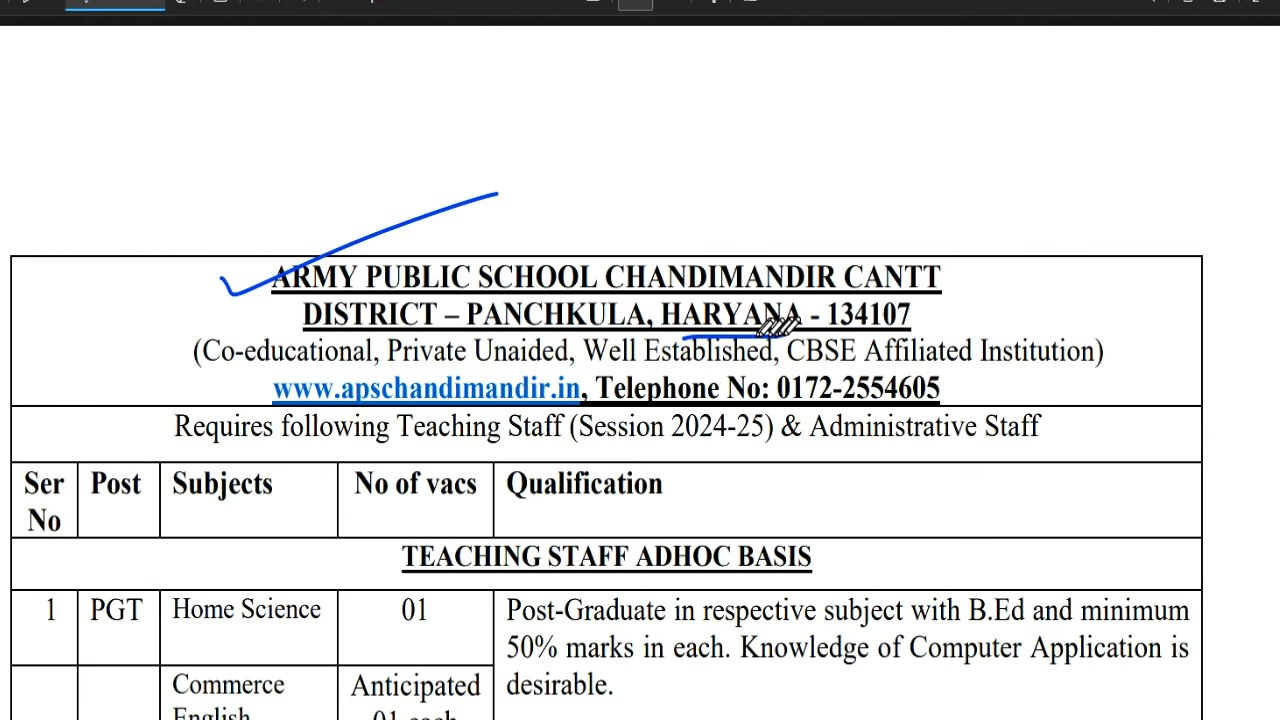 ARMY PUBLIC SCHOOL CHANDIMANDIR CANTT
DISTRICT – PANCHKULA, HARYANA - 134107
(Co-educational, Private Unaided, Well Established, CBSE Affiliated Institution)
www.apschandimandir.in, Telephone No: 0172-2554605
Requires following Teaching Staff (Session 2024-25) & Administrative Staff
Ser No Post Subjects No of vacs Qualification
TEACHING STAFF ADHOC BASIS
1 PGT Home Science 01 Post-Graduate in respective subject with B.Ed and minimum
50% marks in each. Knowledge of Computer Application is
desirable.
Commerce Anticipated
English 01 each